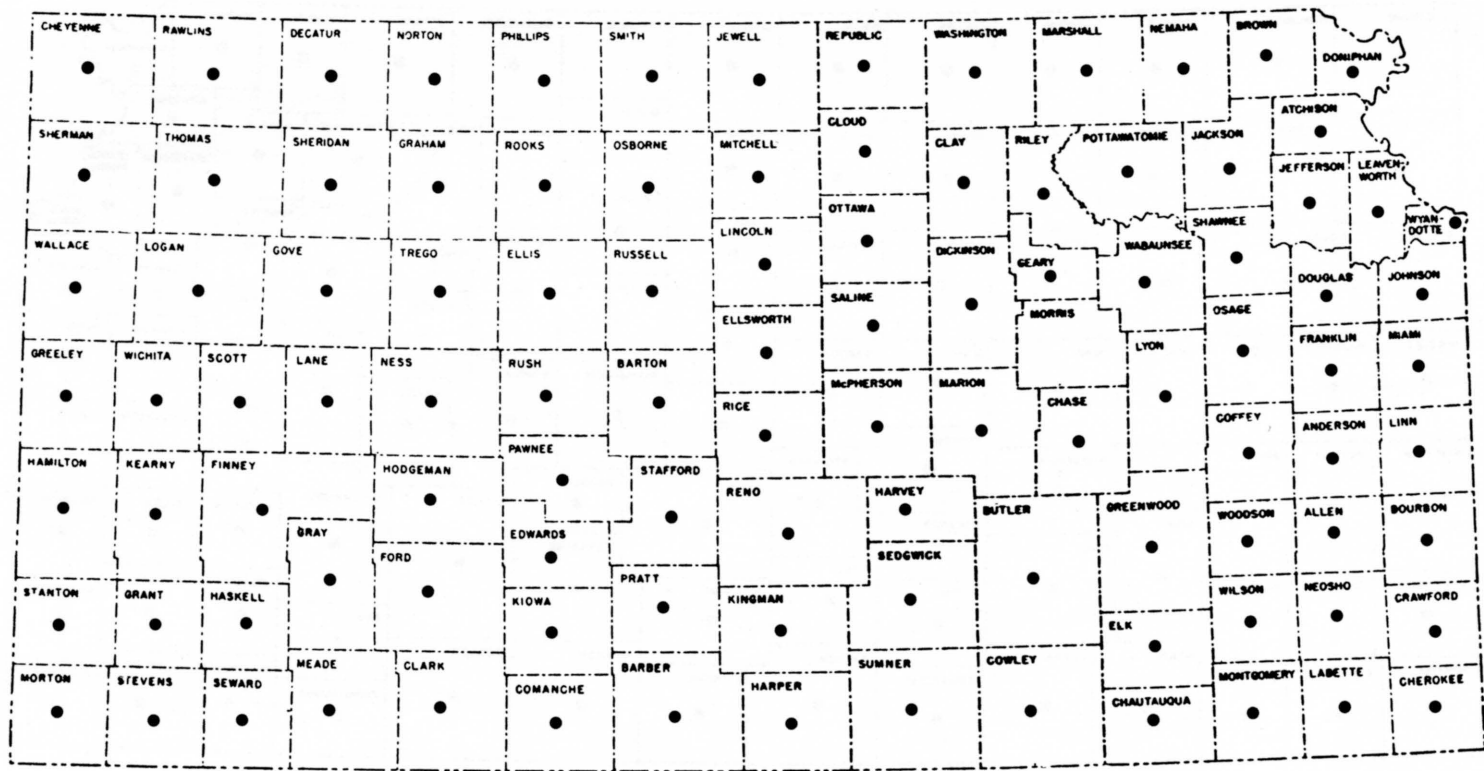 CHEYENNE
RAWLINS
DECATUR
NORTON
PHILLIPS
SMITH
JEWELL
REPUBLIC
WASHINGTON
MARSHALL
NEMAHA
BROWN
DONIPHAN
ATCHISON
SHERMAN
THOMAS
SHERIDAN
GRAHAM
ROOKS
OSBORNE
MITCHELL
CLOUD
CLAY
RILEY
POTTAWATOMIE
JACKSON
JEFFERSON
LEAVEN
WORTH
WYAN-
DOTTE
WALLACE
LOGAN
GOVE
TREGO
ELLIS
RUSSELL
LINCOLN
OTTAWA
DICKINSON
GEARY
WABAUNSEE
SHAWNEE
DOUGLAS
JOHNSON
ELLSWORTH
SALINE
MORRIS
LYON
OSAGE
FRANKLIN
MIAMI
GREELEY
WICHITA
SCOTT
LANE
NESS
RUSH
BARTON
RICE
McPHERSON
MARION
CHASE
COFFEY
ANDERSON
LINN
HAMILTON
KEARNY
FINNEY
HODGEMAN
PAWNEE
STAFFORD
RENO
HARVEY
BUTLER
GREENWOOD
WOODSON
ALLEN
BOURBON
GRAY
FORD
EDWARDS
PRATT
SEDGWICK
STANTON
GRANT
HASKELL
KIOWA
KINGMAN
ELK
WILSON
NEOSHO
CRAWFORD
MORTON
STEVENS
SEWARD
MEADE
CLARK
COMANCHE
BARBER
HARPER
SUMNER
COWLEY
CHAUTAUQUA
MONTGOMERY
LABETTE
CHEROKEE